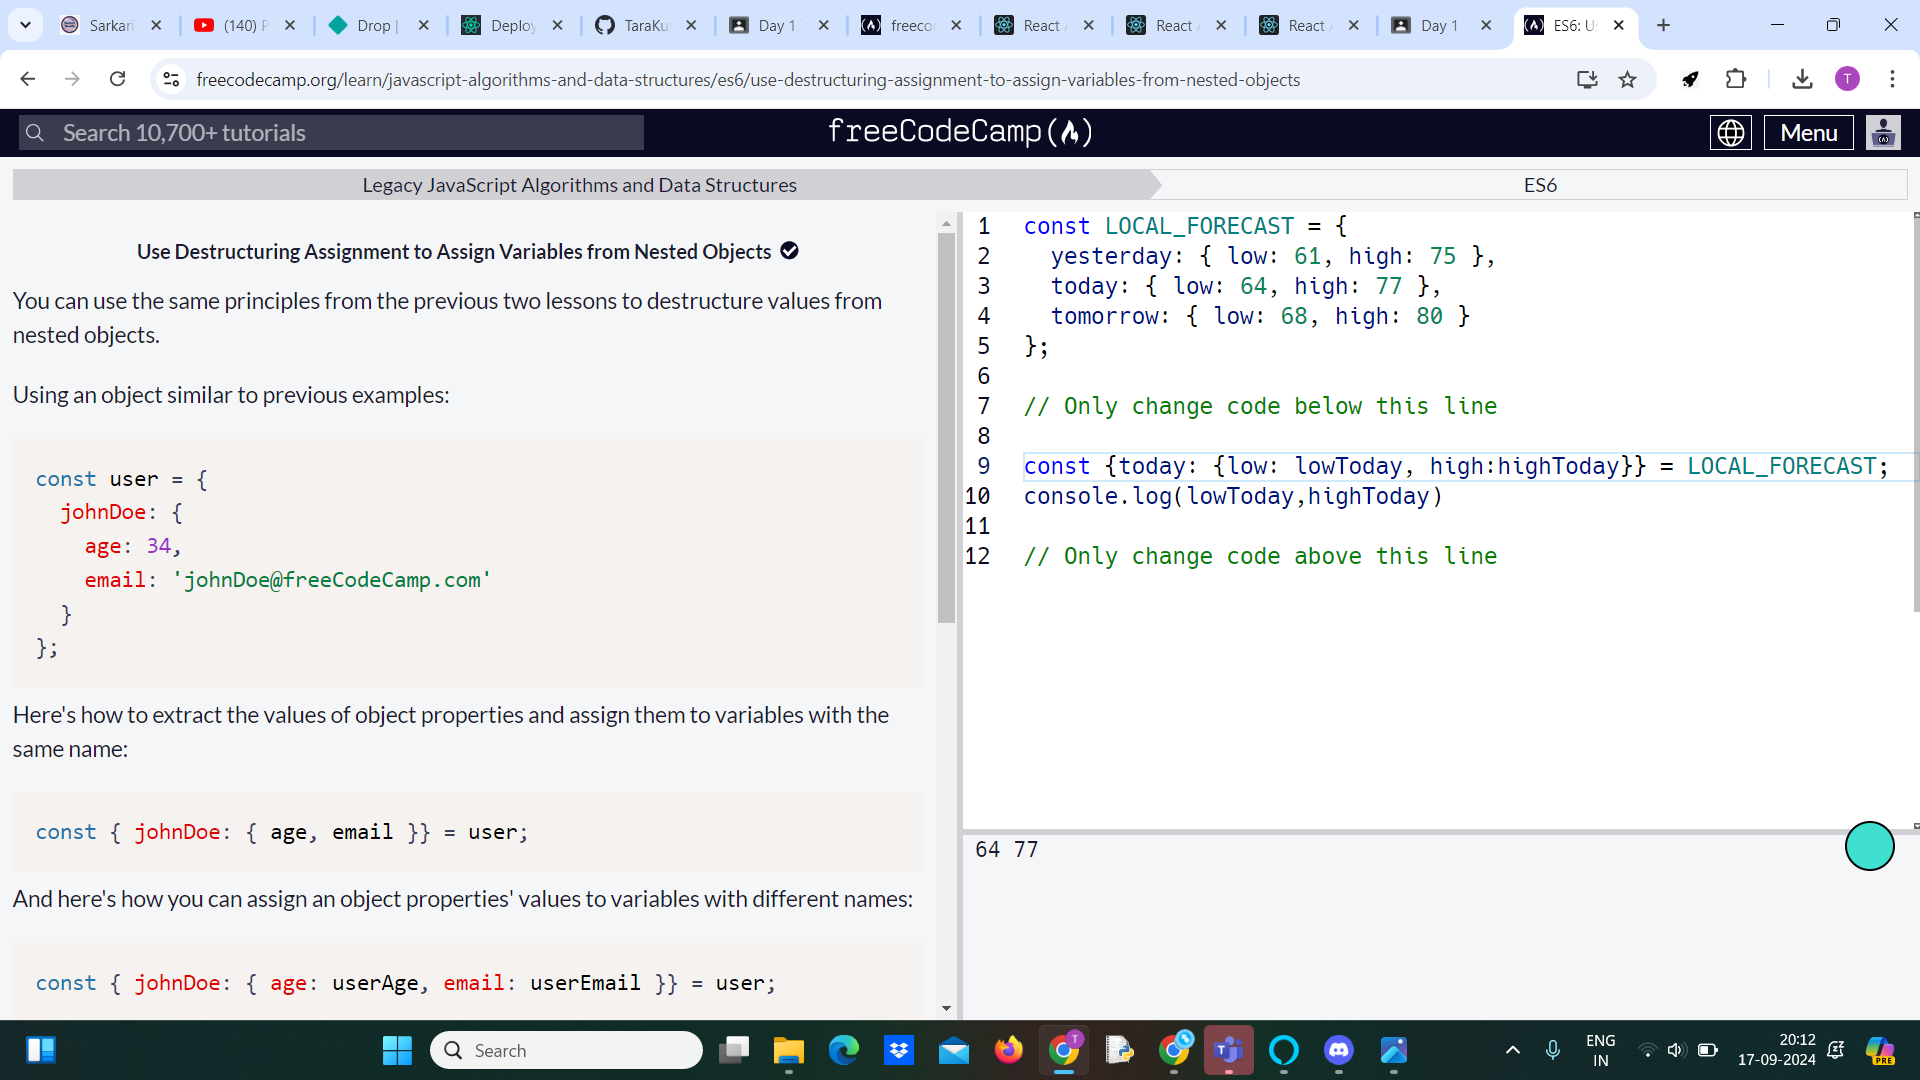 Sarkari
(140) P
Drop |
Deploy
TaraKu
Day 1
freeco
React
React
React
Day 1
ES6: U
freecodecamp.org/learn/javascript-algorithms-and-data-structures/es6/use-destructuring-assignment-to-assign-variables-from-nested-objects
T
Search 10,700+ tutorials
freeCodeCamp
Menu
Legacy JavaScript Algorithms and Data Structures
ES6
Use Destructuring Assignment to Assign Variables from Nested Objects
You can use the same principles from the previous two lessons to destructure values from
nested objects.
Using an object similar to previous examples:
const user = {
johnDoe: {
age: 34,
email: 'johnDoe@freeCodeCamp.com'
}
};
Here's how to extract the values of object properties and assign them to variables with the
same name:
const { johnDoe: { age, email }} = user;
And here's how you can assign an object properties' values to variables with different names:
const { johnDoe: { age: userAge, email: userEmail }} = user;
1 const LOCAL_FORECAST = {
2 yesterday: { low: 61, high: 75 },
3 today: { low: 64, high: 77 },
4 tomorrow: { low: 68, high: 80 }
5 };
6
7 // Only change code below this line
8
9 const {today: {low: lowToday, high:highToday}} = LOCAL_FORECAST;
10 console.log(lowToday,highToday)
11
12 // Only change code above this line
64 77
Search
T
ENG
IN
20:12
17-09-2024
PRE